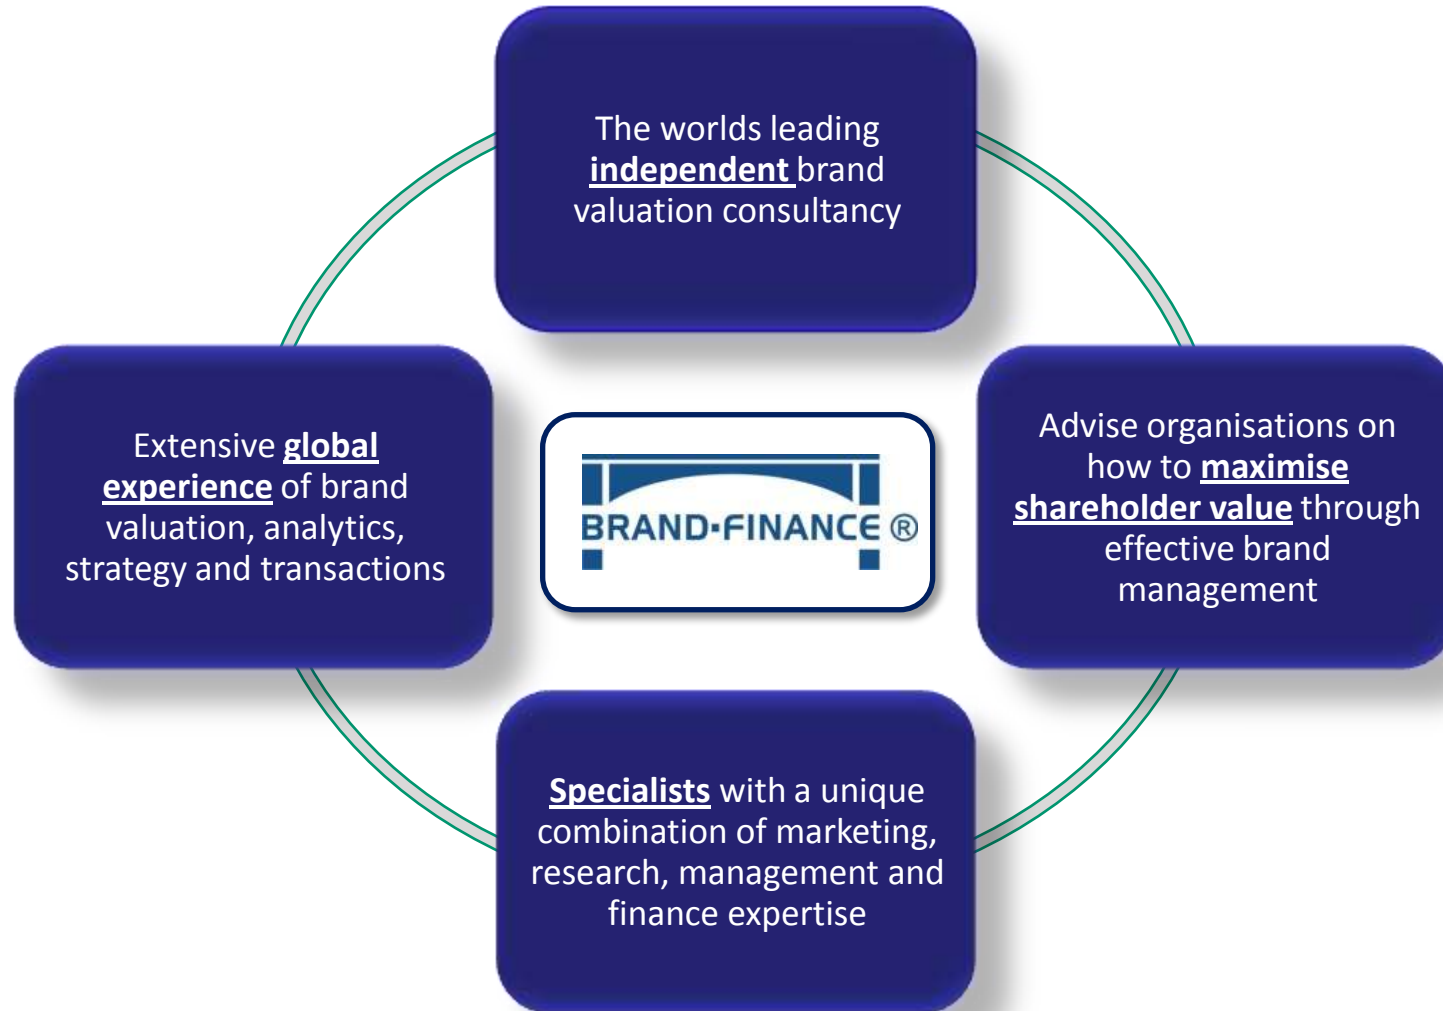 The worlds leading
independent brand
valuation consultancy
Extensive global
experience of brand
valuation, analytics,
strategy and transactions
BRAND•FINANCE®
Advise organisations on
how to maximise
shareholder value through
effective brand
management
Specialists with a unique
combination of marketing,
research, management and
finance expertise